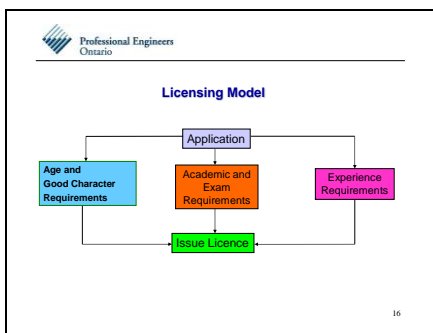 Professional Engineers
Ontario
Licensing Model
Application
Age and
Good Character
Requirements
Academic and
Exam
Requirements
Experience
Requirements
Issue Licence
16